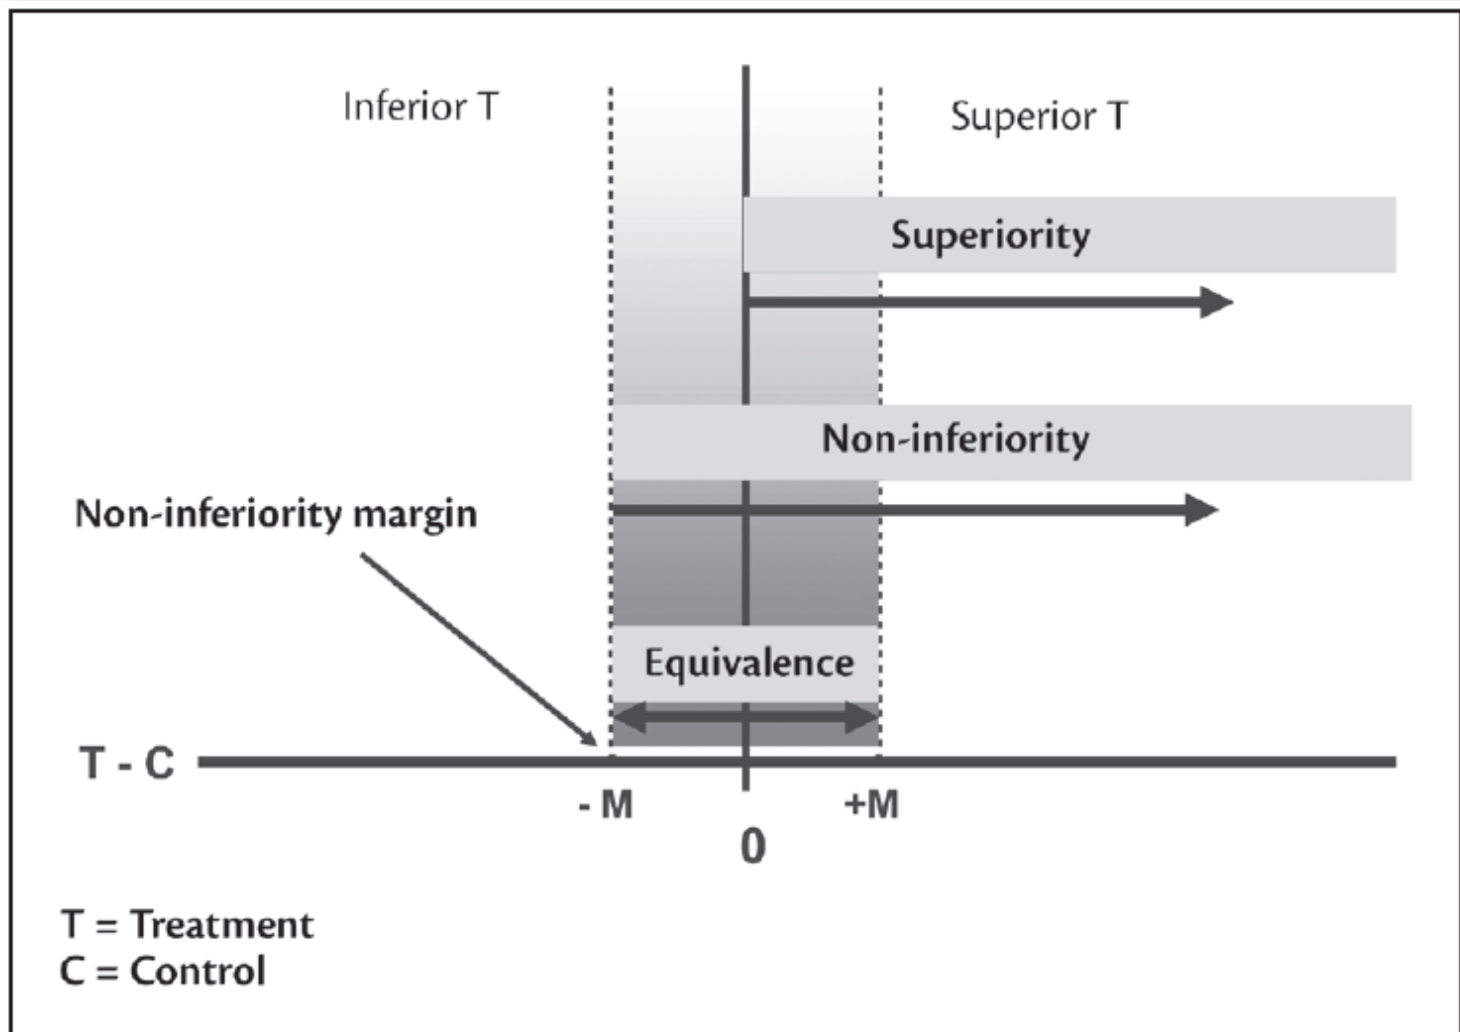 Inferior T
Superior T
Superiority
Non-inferiority
Non-inferiority margin
Equivalence
T - C
- M
+M
0
T = Treatment
C = Control